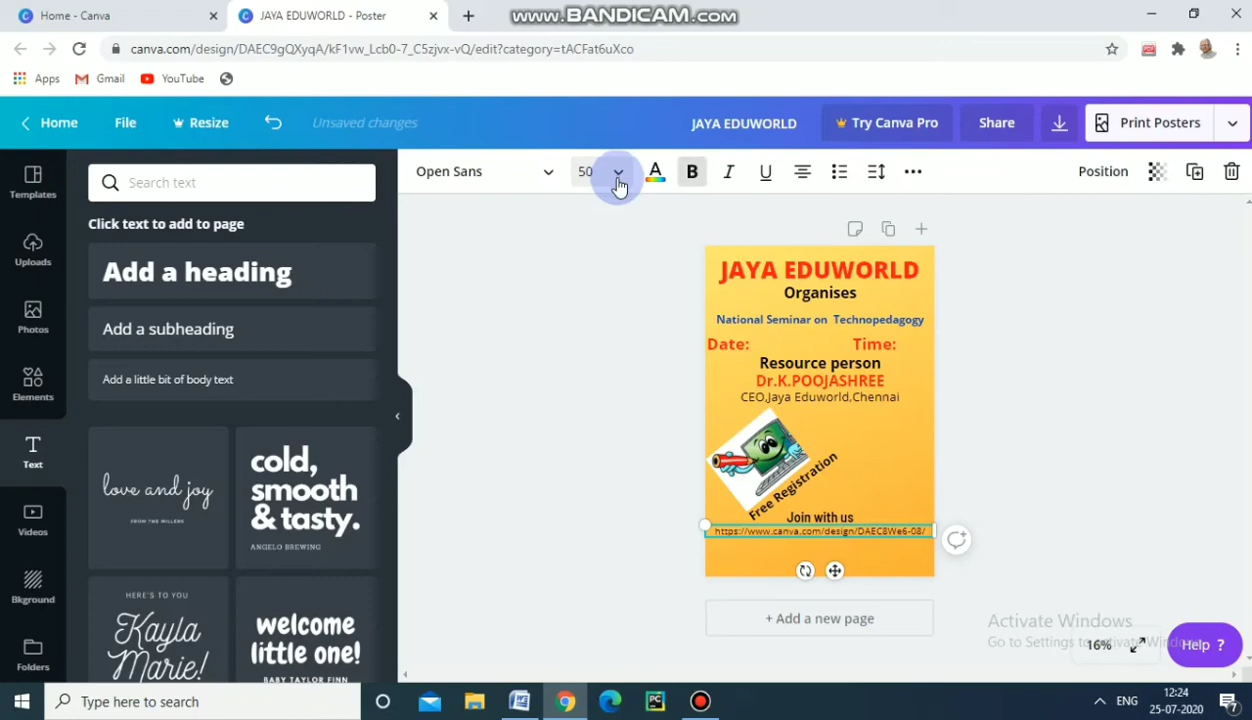 Home - Canva
JAYA EDUWORLD - Poster
www.BANDICAM.com
canva.com/design/DAEC9gQXyqA/kF1vw_Lcb0-7_C5zjvx-vQ/edit?category=tACFat6uXco
Apps
Gmail
YouTube
Home
File
Resize
Unsaved changes
JAYA EDUWORLD
Try Canva Pro
Share
Print Posters
Templates
Uploads
Photos
Elements
Text
Videos
Bkground
Folders
Search text
Click text to add to page
Add a heading
Add a subheading
Add a little bit of body text
love and joy
FROM THE MILLERS
cold,
smooth
& tasty.
ANGELO BREWING
HERE'S TO YOU
Kayla
Marie!
welcome
little one!
BABY TAYLOR FINN
Open Sans
50
A
B
I
U
Position
JAYA EDUWORLD
Organises
National Seminar on Technopedagogy
Date: Time:
Resource person
Dr.K.POOJASHREE
CEO,Jaya Eduworld,Chennai
Free Registration
Join with us
https://www.canva.com/design/DAEC8We6-08/
+ Add a new page
Activate Windows
Go to Settings to activate Windows.
16%
Help ?
Type here to search
ENG
12:24
25-07-2020
7